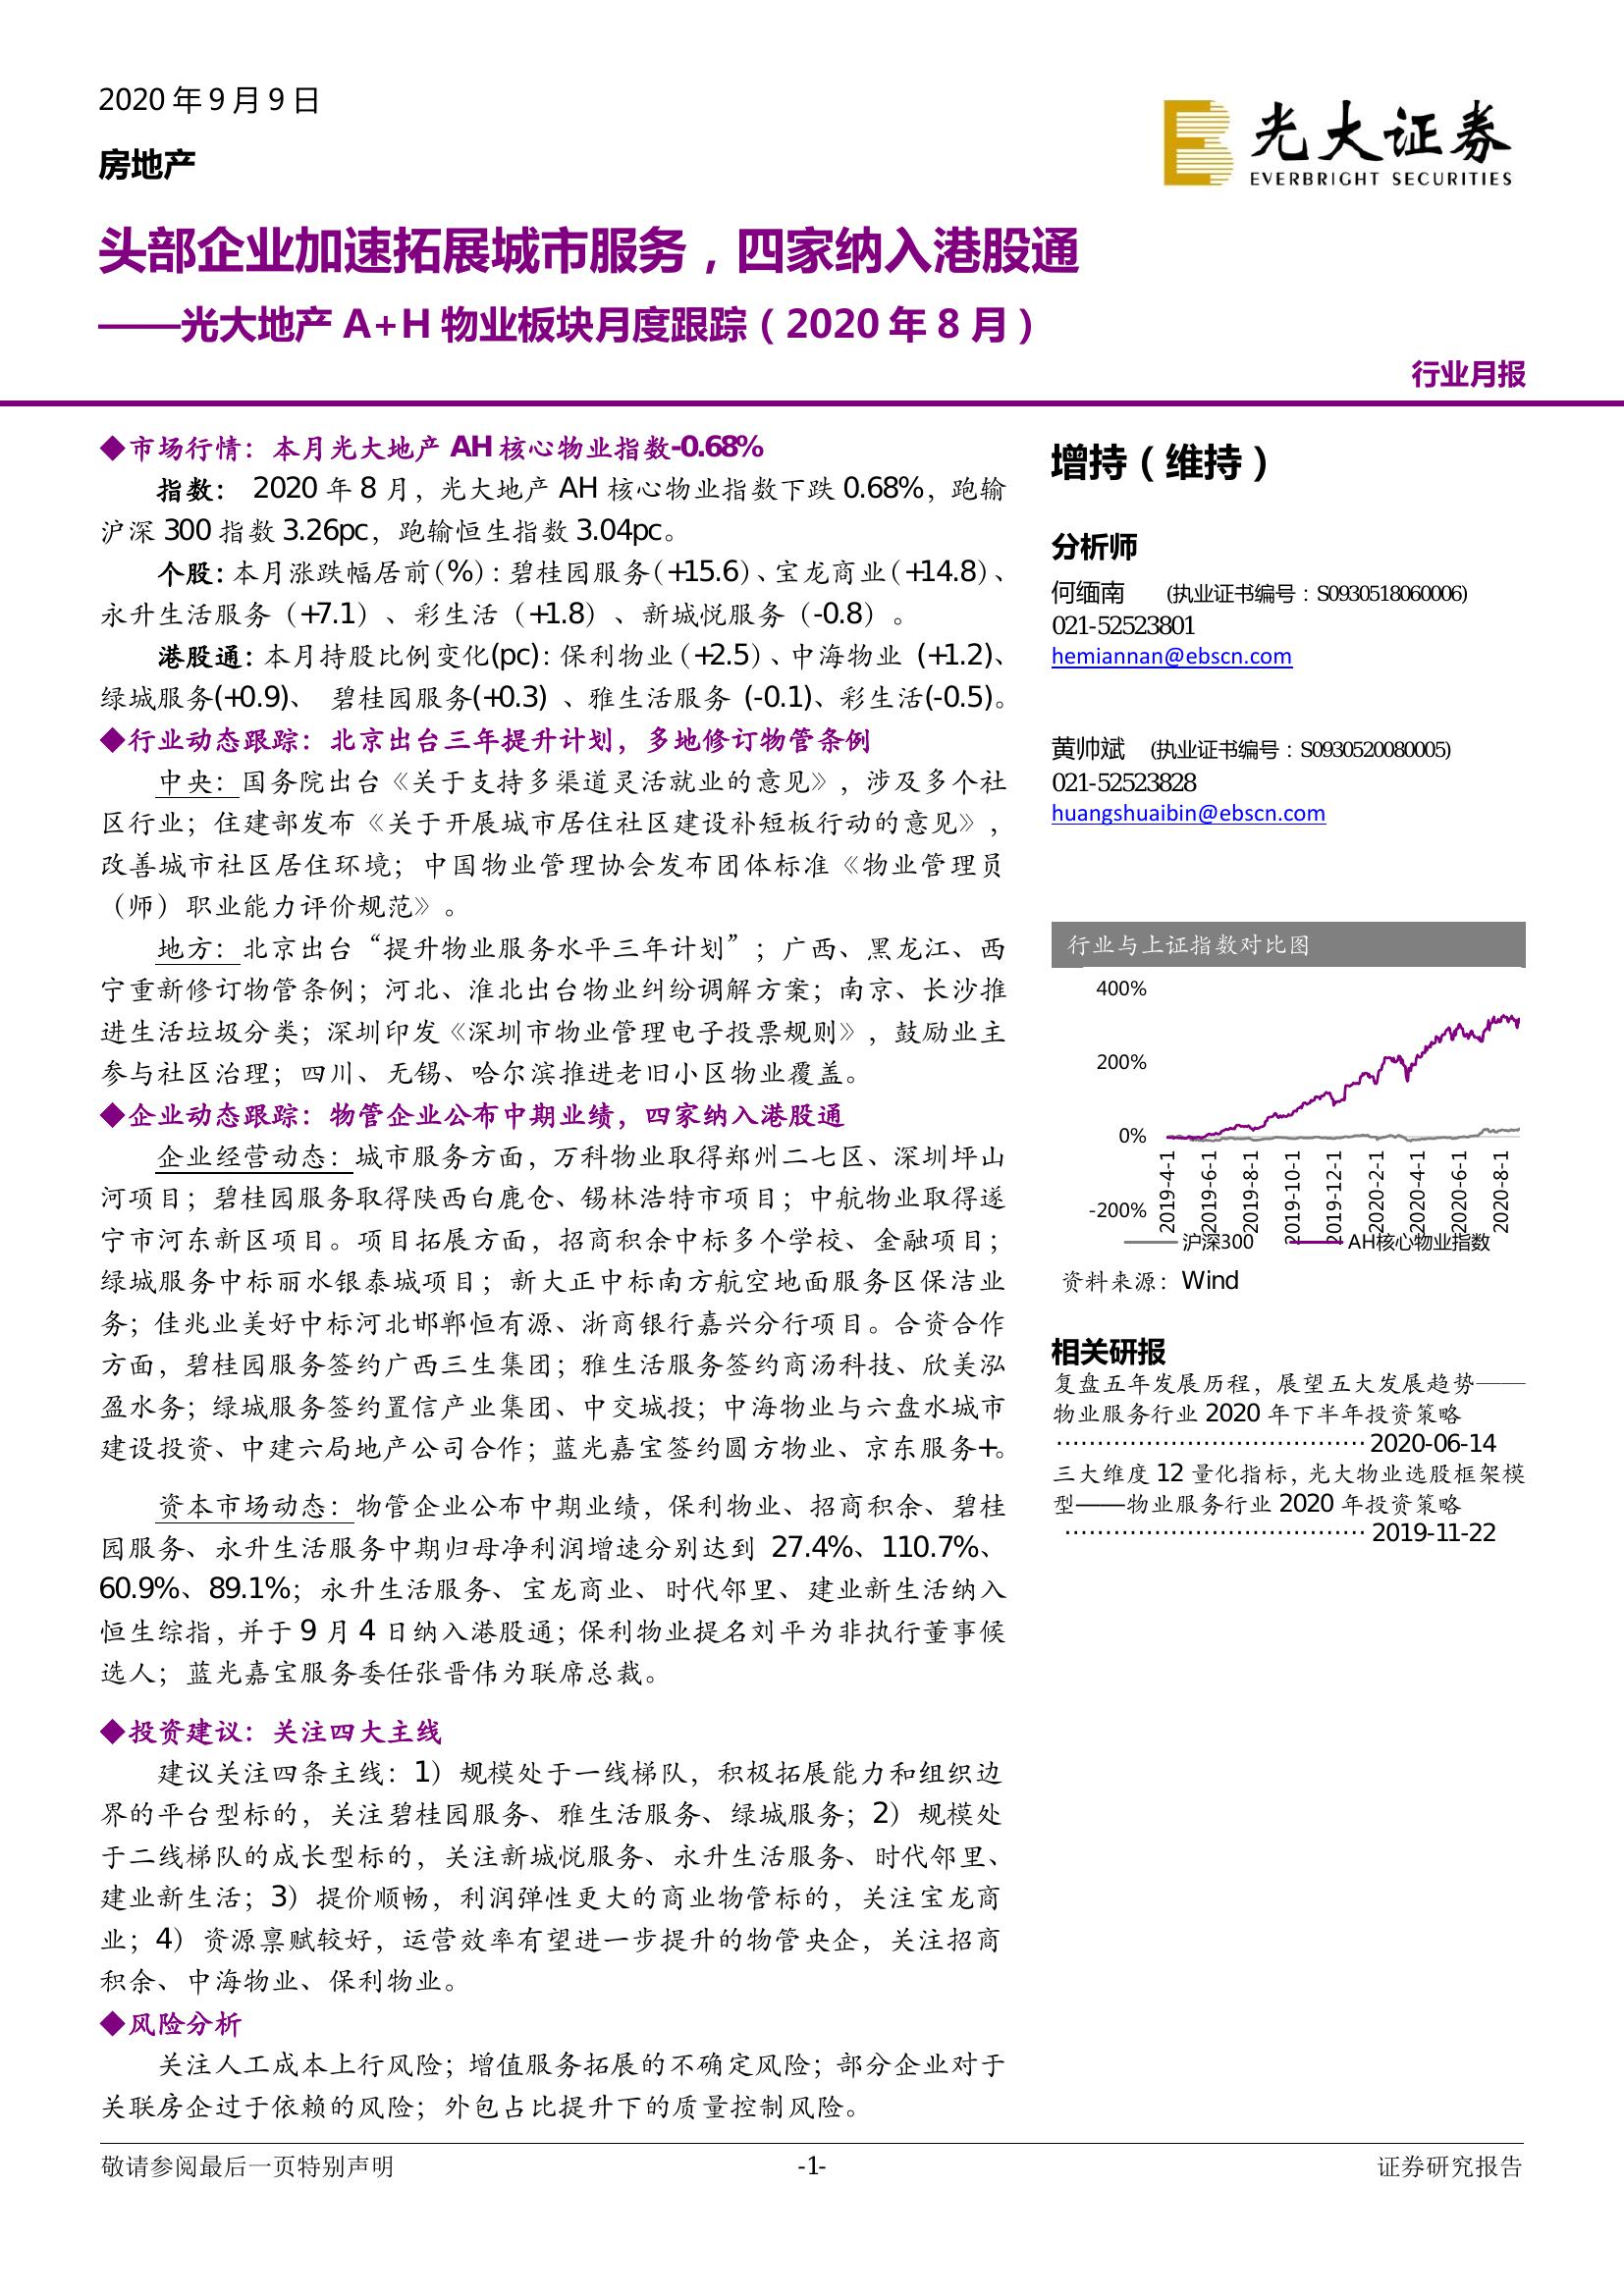 2020 年 9 月 9 日
房地产
光大证券
EVERBRIGHT SECURITIES
头部企业加速拓展城市服务，四家纳入港股通
——光大地产 A+H 物业板块月度跟踪（2020 年 8 月）
行业月报
◆市场行情：本月光大地产 AH 核心物业指数-0.68%
指数： 2020 年 8 月，光大地产 AH 核心物业指数下跌 0.68%，跑输
沪深 300 指数 3.26pc，跑输恒生指数 3.04pc。
个股：本月涨跌幅居前（%）：碧桂园服务（+15.6）、宝龙商业（+14.8）、
永升生活服务（+7.1）、彩生活（+1.8）、新城悦服务（-0.8）。
港股通：本月持股比例变化(pc)：保利物业（+2.5）、中海物业 (+1.2)、
绿城服务(+0.9)、 碧桂园服务(+0.3) 、雅生活服务 (-0.1)、彩生活(-0.5)。
◆行业动态跟踪：北京出台三年提升计划，多地修订物管条例
中央：国务院出台《关于支持多渠道灵活就业的意见》，涉及多个社
区行业；住建部发布《关于开展城市居住社区建设补短板行动的意见》，
改善城市社区居住环境；中国物业管理协会发布团体标准《物业管理员
（师）职业能力评价规范》。
地方：北京出台“提升物业服务水平三年计划”；广西、黑龙江、西
宁重新修订物管条例；河北、淮北出台物业纠纷调解方案；南京、长沙推
进生活垃圾分类；深圳印发《深圳市物业管理电子投票规则》，鼓励业主
参与社区治理；四川、无锡、哈尔滨推进老旧小区物业覆盖。
◆企业动态跟踪：物管企业公布中期业绩，四家纳入港股通
企业经营动态：城市服务方面，万科物业取得郑州二七区、深圳坪山
河项目；碧桂园服务取得陕西白鹿仓、锡林浩特市项目；中航物业取得遂
宁市河东新区项目。项目拓展方面，招商积余中标多个学校、金融项目；
绿城服务中标丽水银泰城项目；新大正中标南方航空地面服务区保洁业
务；佳兆业美好中标河北邯郸恒有源、浙商银行嘉兴分行项目。合资合作
方面，碧桂园服务签约广西三生集团；雅生活服务签约商汤科技、欣美泓
盈水务；绿城服务签约置信产业集团、中交城投；中海物业与六盘水城市
建设投资、中建六局地产公司合作；蓝光嘉宝签约圆方物业、京东服务+。
资本市场动态：物管企业公布中期业绩，保利物业、招商积余、碧桂
园服务、永升生活服务中期归母净利润增速分别达到 27.4%、110.7%、
60.9%、89.1%；永升生活服务、宝龙商业、时代邻里、建业新生活纳入
恒生综指，并于 9 月 4 日纳入港股通；保利物业提名刘平为非执行董事候
选人；蓝光嘉宝服务委任张晋伟为联席总裁。
◆投资建议：关注四大主线
建议关注四条主线：1）规模处于一线梯队，积极拓展能力和组织边
界的平台型标的，关注碧桂园服务、雅生活服务、绿城服务；2）规模处
于二线梯队的成长型标的，关注新城悦服务、永升生活服务、时代邻里、
建业新生活；3）提价顺畅，利润弹性更大的商业物管标的，关注宝龙商
业；4）资源禀赋较好，运营效率有望进一步提升的物管央企，关注招商
积余、中海物业、保利物业。
◆风险分析
关注人工成本上行风险；增值服务拓展的不确定风险；部分企业对于
关联房企过于依赖的风险；外包占比提升下的质量控制风险。
增持（维持）
分析师
何缅南 (执业证书编号：S0930518060006)
021-52523801
hemiannan@ebscn.com
黄帅斌 (执业证书编号：S0930520080005)
021-52523828
huangshuaibin@ebscn.com
行业与上证指数对比图
400%
200%
0%
-200%
2019-4-1
2019-6-1
2019-8-1
2019-10-1
2019-12-1
2020-2-1
2020-4-1
2020-6-1
2020-8-1
沪深300 AH核心物业指数
资料来源：Wind
相关研报
复盘五年发展历程，展望五大发展趋势——
物业服务行业 2020 年下半年投资策略
······································ 2020-06-14
三大维度 12 量化指标，光大物业选股框架模
型——物业服务行业 2020 年投资策略
····································· 2019-11-22
敬请参阅最后一页特别声明 -1- 证券研究报告